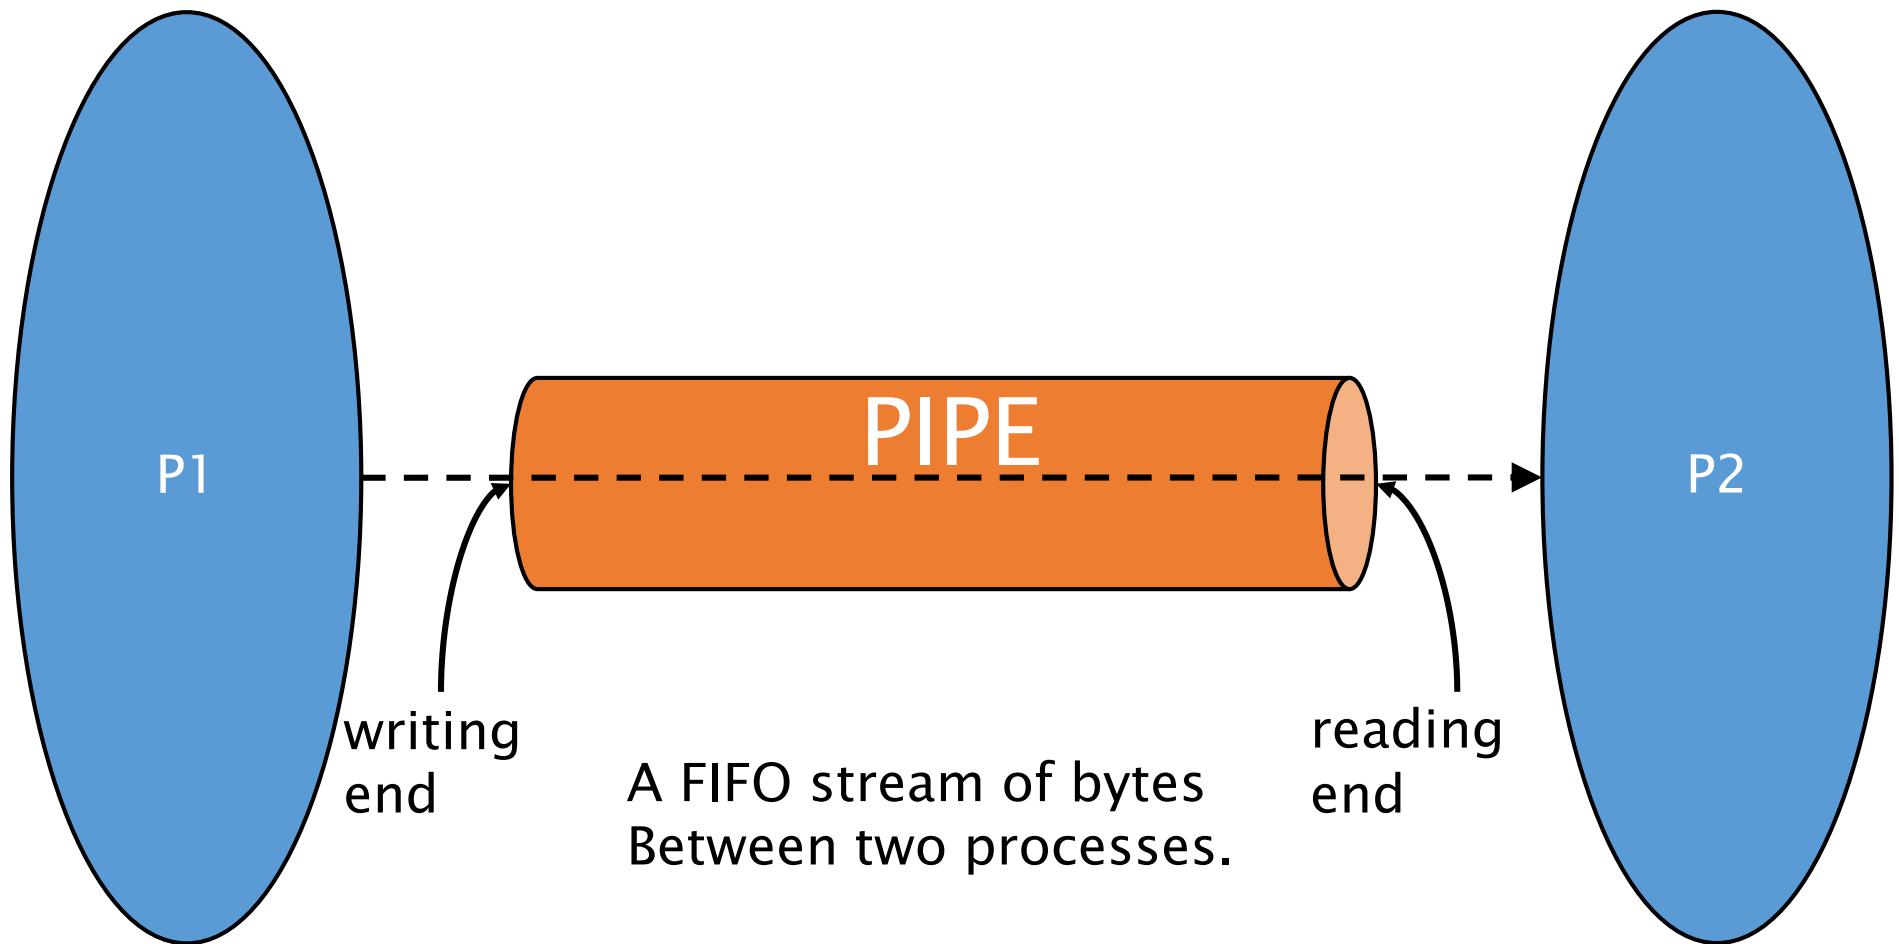 PIPE
P1
P2
writing
end
reading
end
A FIFO stream of bytes
Between two processes.